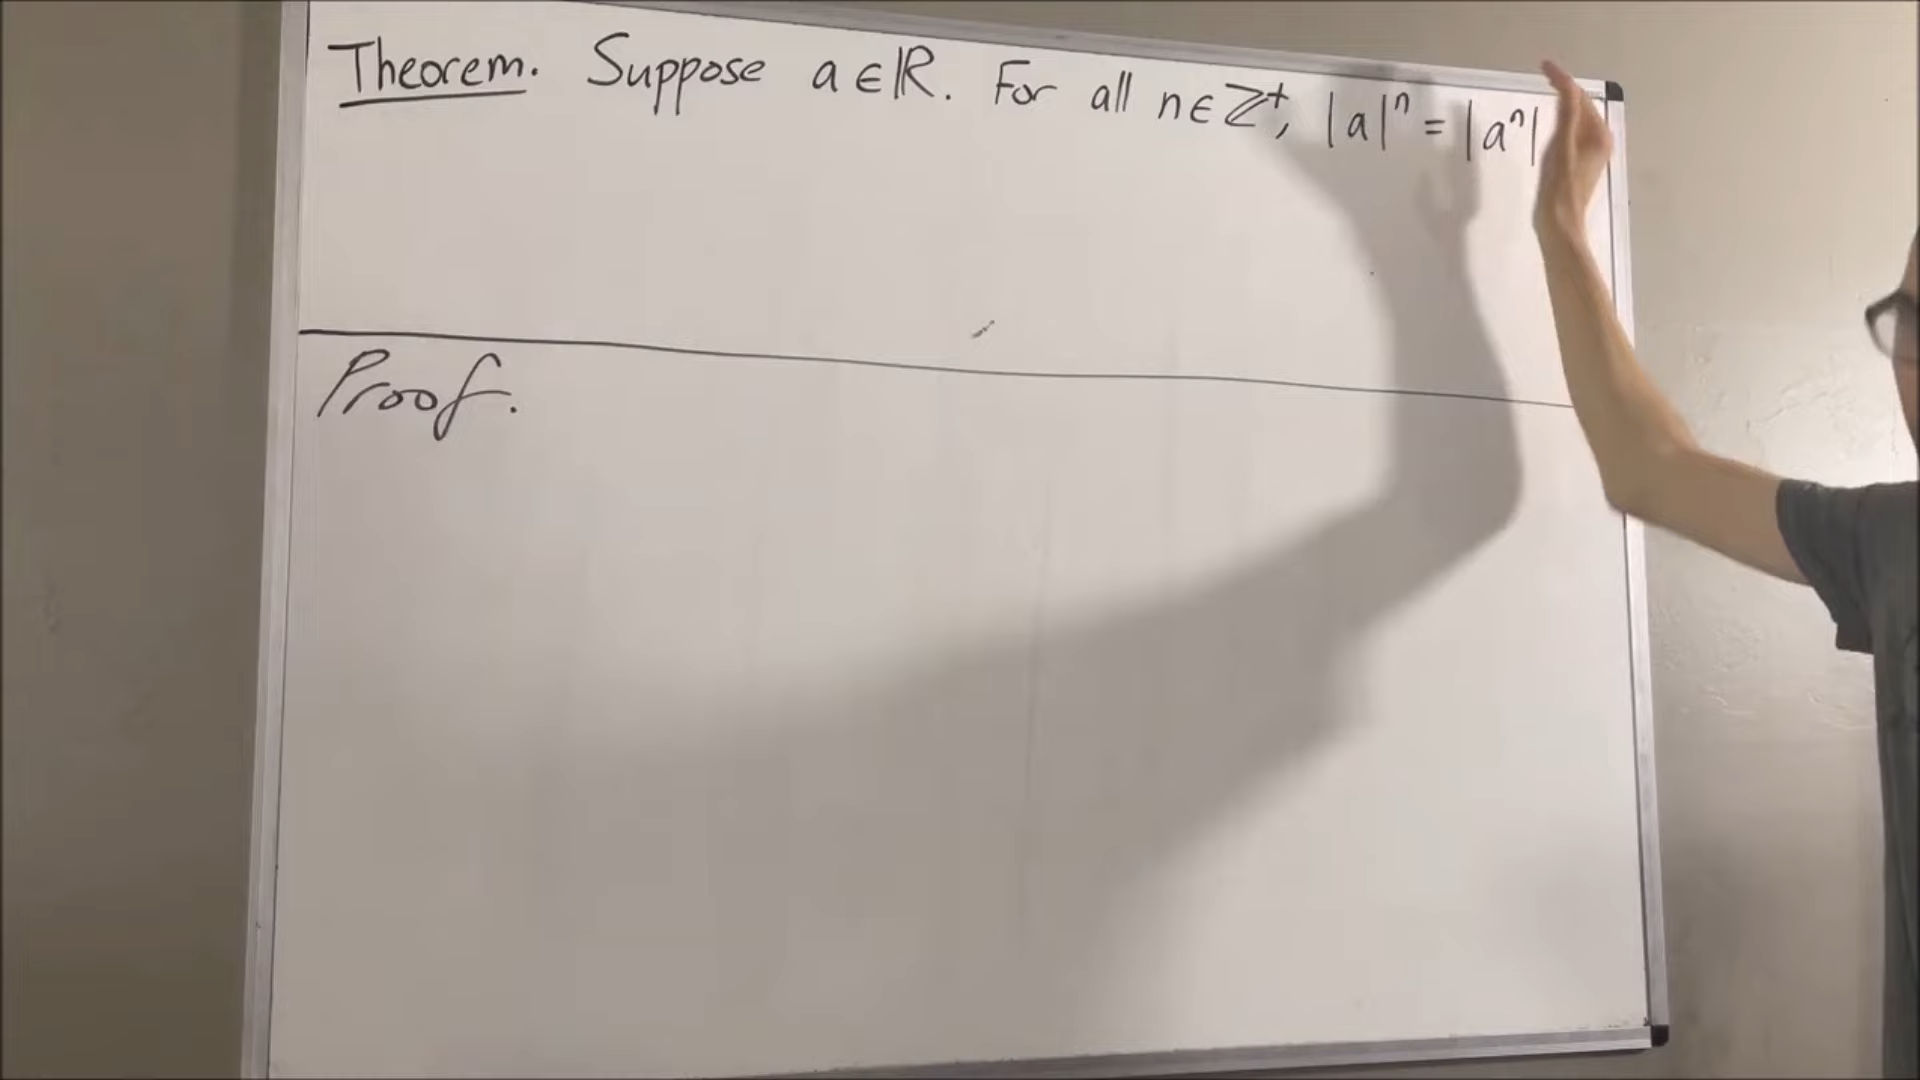 Theorem. Suppose a ∈ ℝ. For all n ∈ ℤ⁺, |a|ⁿ = |aⁿ|
Proof.